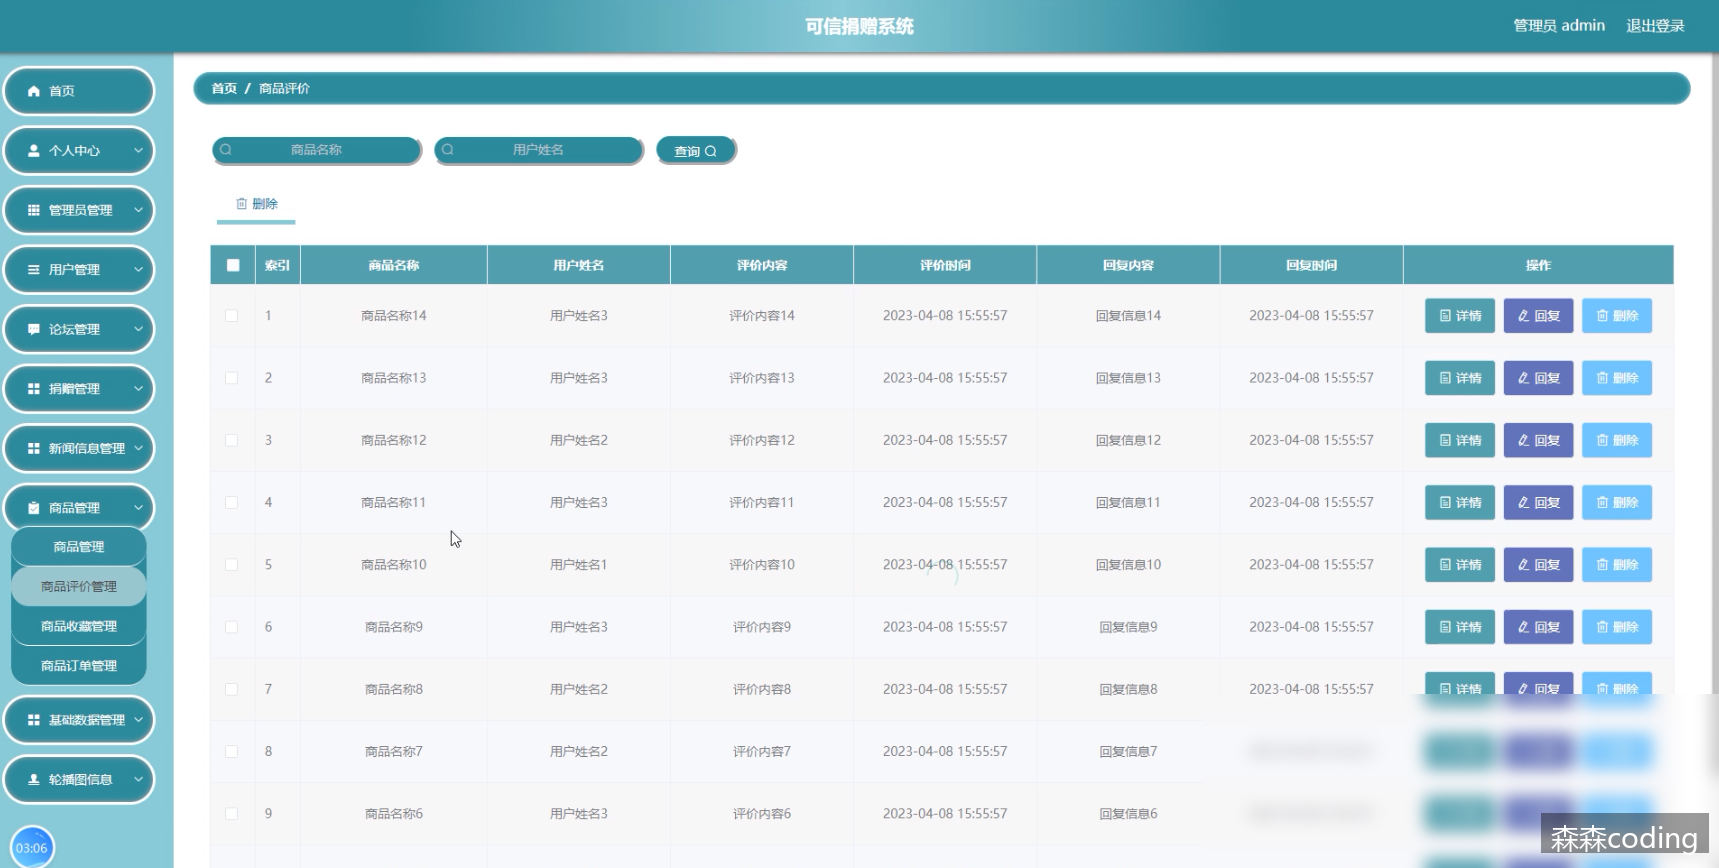 可信捐赠系统
管理员 admin 退出登录
首页
个人中心
管理员管理
用户管理
论坛管理
捐赠管理
新闻信息管理
商品管理
商品管理
商品评价管理
商品收藏管理
商品订单管理
基础数据管理
轮播图信息
03:06
首页 / 商品评价
商品名称 用户姓名 查询
删除
索引 商品名称 用户姓名 评价内容 评价时间 回复内容 回复时间 操作
1 商品名称14 用户姓名3 评价内容14 2023-04-08 15:55:57 回复信息14 2023-04-08 15:55:57 详情 回复 删除
2 商品名称13 用户姓名3 评价内容13 2023-04-08 15:55:57 回复信息13 2023-04-08 15:55:57 详情 回复 删除
3 商品名称12 用户姓名2 评价内容12 2023-04-08 15:55:57 回复信息12 2023-04-08 15:55:57 详情 回复 删除
4 商品名称11 用户姓名3 评价内容11 2023-04-08 15:55:57 回复信息11 2023-04-08 15:55:57 详情 回复 删除
5 商品名称10 用户姓名1 评价内容10 2023-04-08 15:55:57 回复信息10 2023-04-08 15:55:57 详情 回复 删除
6 商品名称9 用户姓名3 评价内容9 2023-04-08 15:55:57 回复信息9 2023-04-08 15:55:57 详情 回复 删除
7 商品名称8 用户姓名2 评价内容8 2023-04-08 15:55:57 回复信息8 2023-04-08 15:55:57 详情 回复 删除
8 商品名称7 用户姓名2 评价内容7 2023-04-08 15:55:57 回复信息7
9 商品名称6 用户姓名3 评价内容6 2023-04-08 15:55:57 回复信息6
森森coding